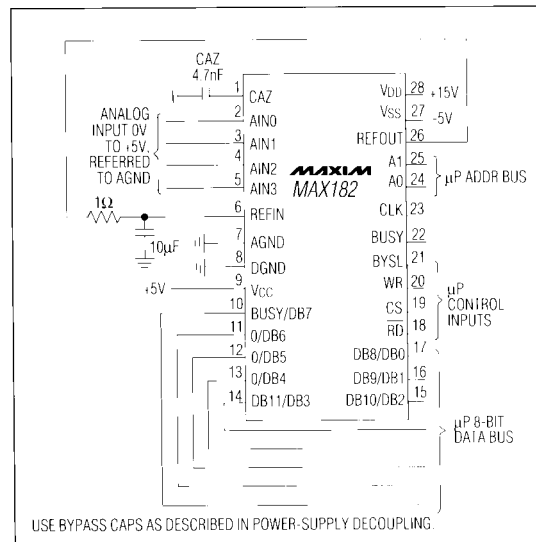 CAZ
4.7nF
1 CAZ
2 AIN0
3 AIN1
4 AIN2
5 AIN3
6 REFIN
7 AGND
8 DGND
9 VCC
10 BUSY/DB7
11 0/DB6
12 0/DB5
13 0/DB4
14 DB11/DB3
ANALOG
INPUT 0V
TO +5V,
REFERRED
TO AGND
1Ω
10µF
+5V
MAXIM
MAX182
VDD 28 +15V
VSS 27 -5V
REFOUT 26
A1 25
A0 24
CLK 23
BUSY 22
BYSL 21
WR 20
CS 19
RD 18
DB8/DB0 17
DB9/DB1 16
DB10/DB2 15
µP ADDR BUS
µP
CONTROL
INPUTS
µP 8-BIT
DATA BUS
USE BYPASS CAPS AS DESCRIBED IN POWER-SUPPLY DECOUPLING.